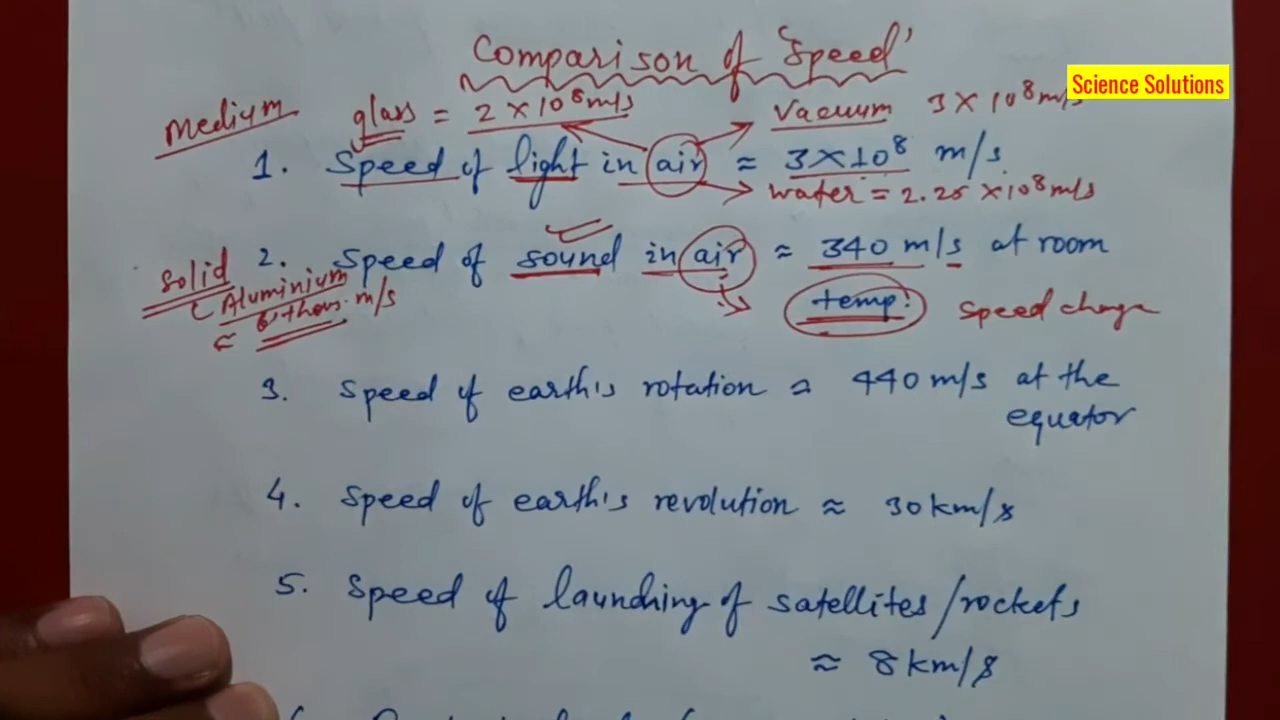 Comparison of 'Speed'
Science Solutions
Medium glass = 2 × 10⁸ m/s Vacuum 3 × 10⁸ m/s
1. Speed of light in air ≈ 3×10⁸ m/s
water = 2.25 × 10⁸ m/s
2. Speed of sound in air ≈ 340 m/s at room
temp. Speed change
Solid
Aluminium
≈ m/s
3. Speed of earth's rotation ≈ 440 m/s at the
equator
4. Speed of earth's revolution ≈ 30 km/s
5. Speed of launching of satellites/rockets
≈ 8 km/s